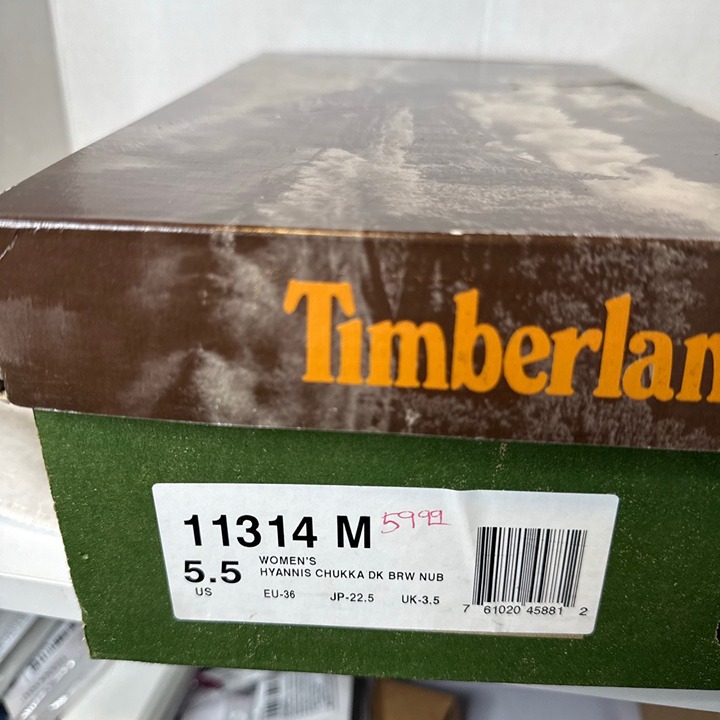 Timberlan
11314 M 5999
WOMEN'S
5.5 HYANNIS CHUKKA DK BRW NUB
US EU-36 JP-22.5 UK-3.5
7 61020 45881 2